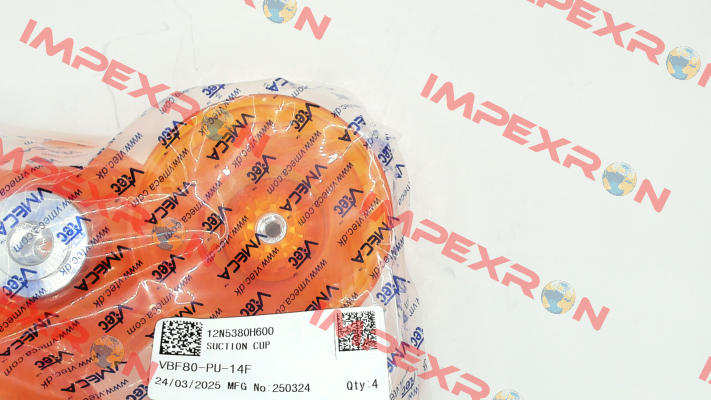 IMPEXRON
IMPEXRON
IMPEXRON
IMPEXRON
Vtec
VMECA
www.vmeca.com
www.vtec.dk
12N5380H600
SUCTION CUP
VBF80-PU-14F
24/03/2025 MFG No:250324 Qty:4